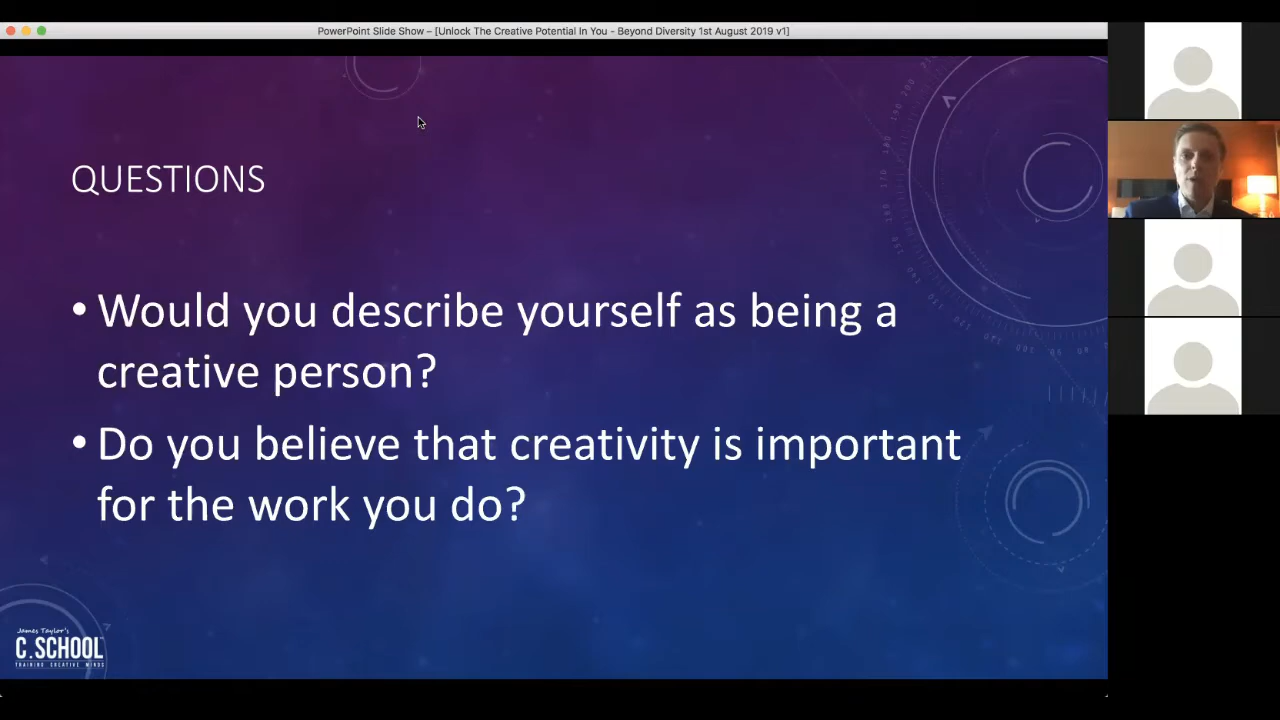 PowerPoint Slide Show – [Unlock The Creative Potential In You - Beyond Diversity 1st August 2019 v1]
QUESTIONS
• Would you describe yourself as being a
creative person?
• Do you believe that creativity is important
for the work you do?
James Taylor's
C.SCHOOL
TRAINING CREATIVE MINDS